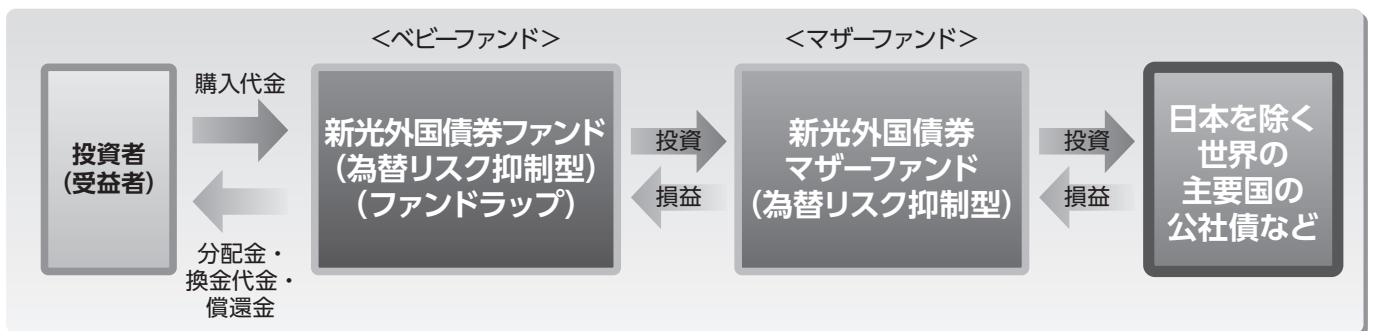 ＜ベビーファンド＞
＜マザーファンド＞
投資者
（受益者）
購入代金
分配金・
換金代金・
償還金
新光外国債券ファンド
（為替リスク抑制型）
（ファンドラップ）
投資
損益
新光外国債券
マザーファンド
（為替リスク抑制型）
投資
損益
日本を除く
世界の
主要国の
公社債など